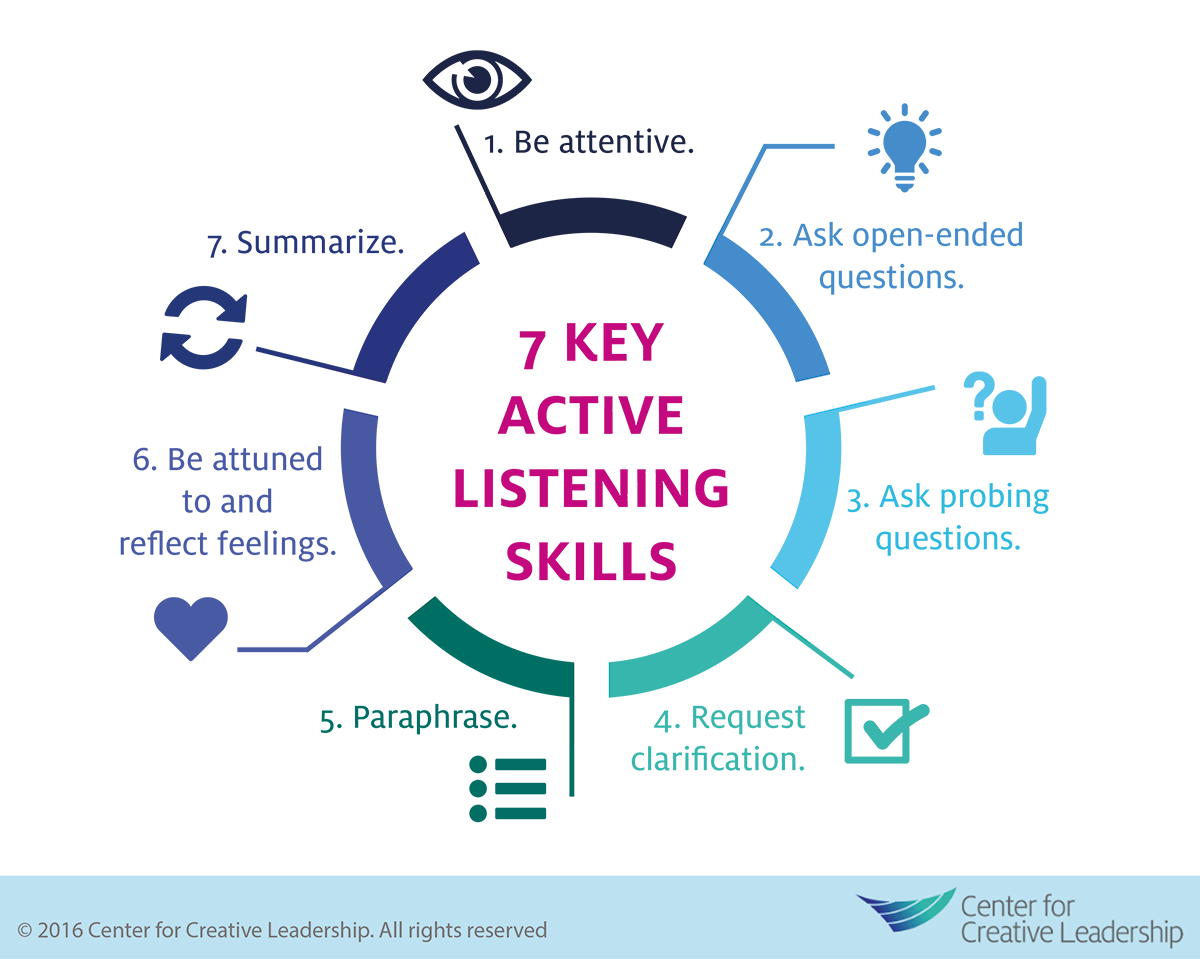 1. Be attentive.
2. Ask open-ended
questions.
3. Ask probing
questions.
4. Request
clarification.
5. Paraphrase.
6. Be attuned
to and
reflect feelings.
7. Summarize.
7 KEY
ACTIVE
LISTENING
SKILLS
© 2016 Center for Creative Leadership. All rights reserved
Center for
Creative Leadership